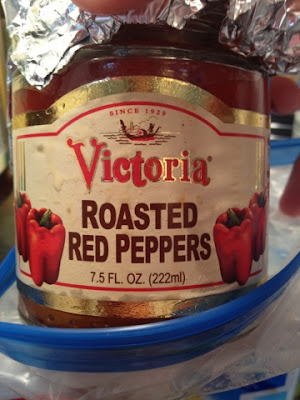 SINCE 1929
Victoria®
ROASTED
RED PEPPERS
7.5 FL. OZ. (222ml)